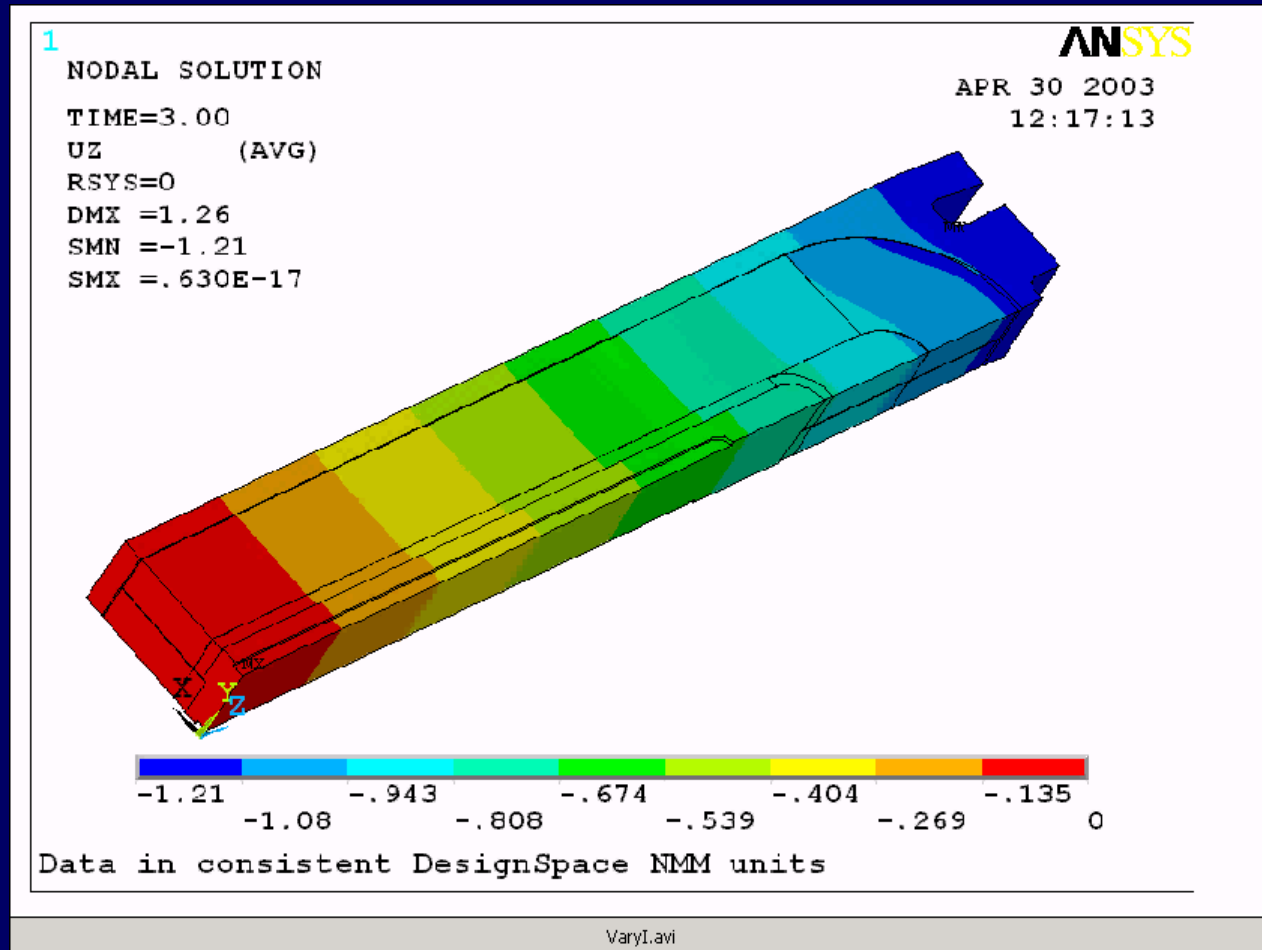 1
ANSYS
NODAL SOLUTION
APR 30 2003
TIME=3.00
12:17:13
UZ (AVG)
RSYS=0
DMX =1.26
SMN =-1.21
SMX =.630E-17
MN
MX
X Y Z
-1.21 -.943 -.674 -.404 -.135
-1.08 -.808 -.539 -.269 0
Data in consistent DesignSpace NMM units
VaryI.avi